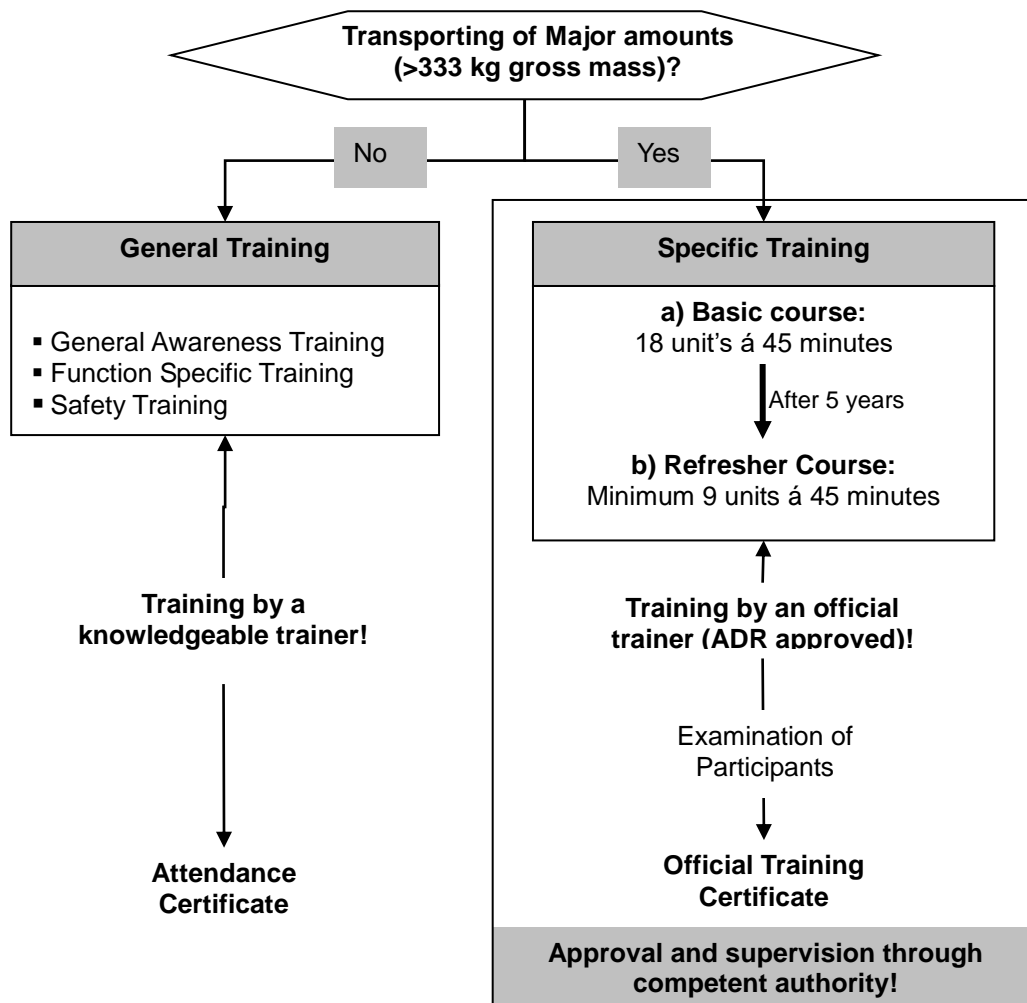 Transporting of Major amounts
(>333 kg gross mass)?
No
Yes
General Training
▪ General Awareness Training
▪ Function Specific Training
▪ Safety Training
Training by a
knowledgeable trainer!
Attendance
Certificate
Specific Training
a) Basic course:
18 unit’s á 45 minutes
After 5 years
b) Refresher Course:
Minimum 9 units á 45 minutes
Training by an official
trainer (ADR approved)!
Examination of
Participants
Official Training
Certificate
Approval and supervision through
competent authority!